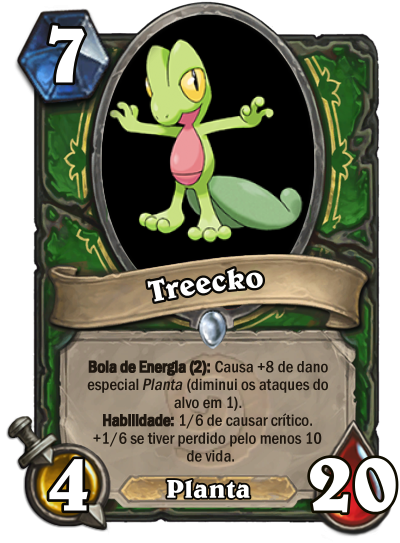 7
Treecko
Bola de Energia (2): Causa +8 de dano
especial Planta (diminui os ataques do
alvo em 1).
Habilidade: 1/6 de causar crítico.
+1/6 se tiver perdido pelo menos 10
de vida.
4
Planta
20